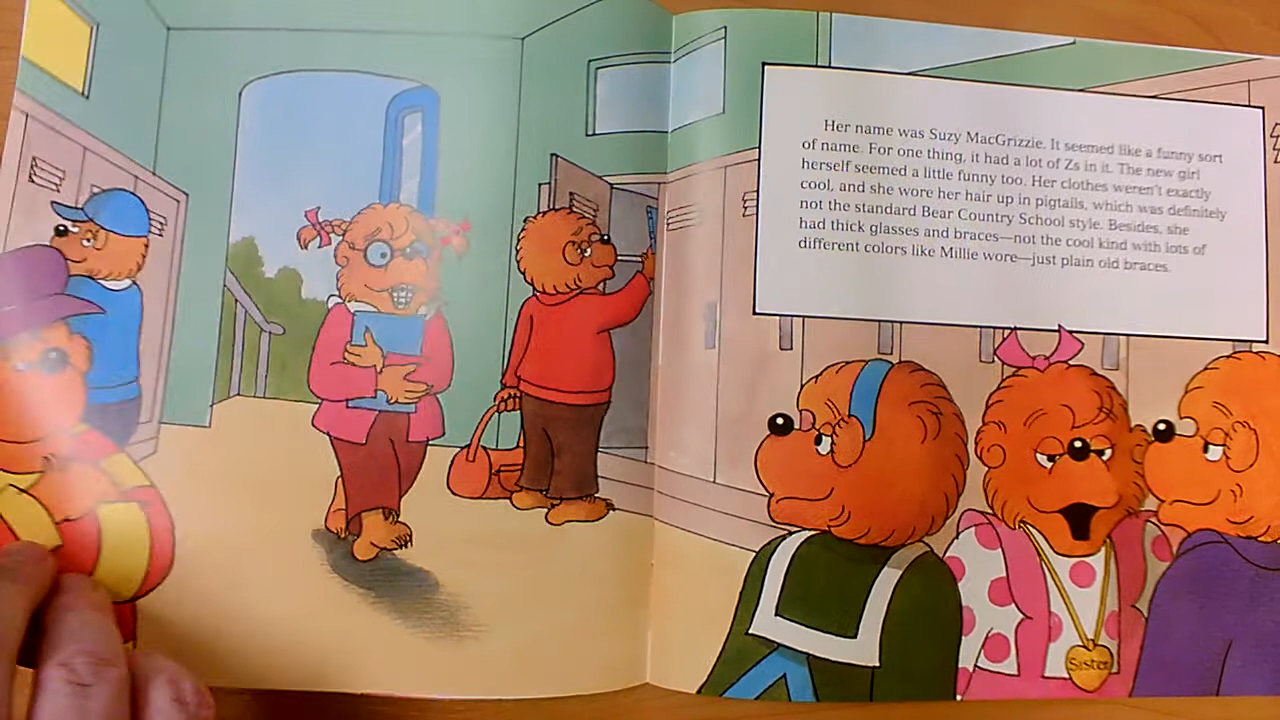 Her name was Suzy MacGrizzie. It seemed like a funny sort
of name. For one thing, it had a lot of Zs in it. The new girl
herself seemed a little funny too. Her clothes weren't exactly
cool, and she wore her hair up in pigtails, which was definitely
not the standard Bear Country School style. Besides, she
had thick glasses and braces—not the cool kind with lots of
different colors like Millie wore—just plain old braces.
Sister